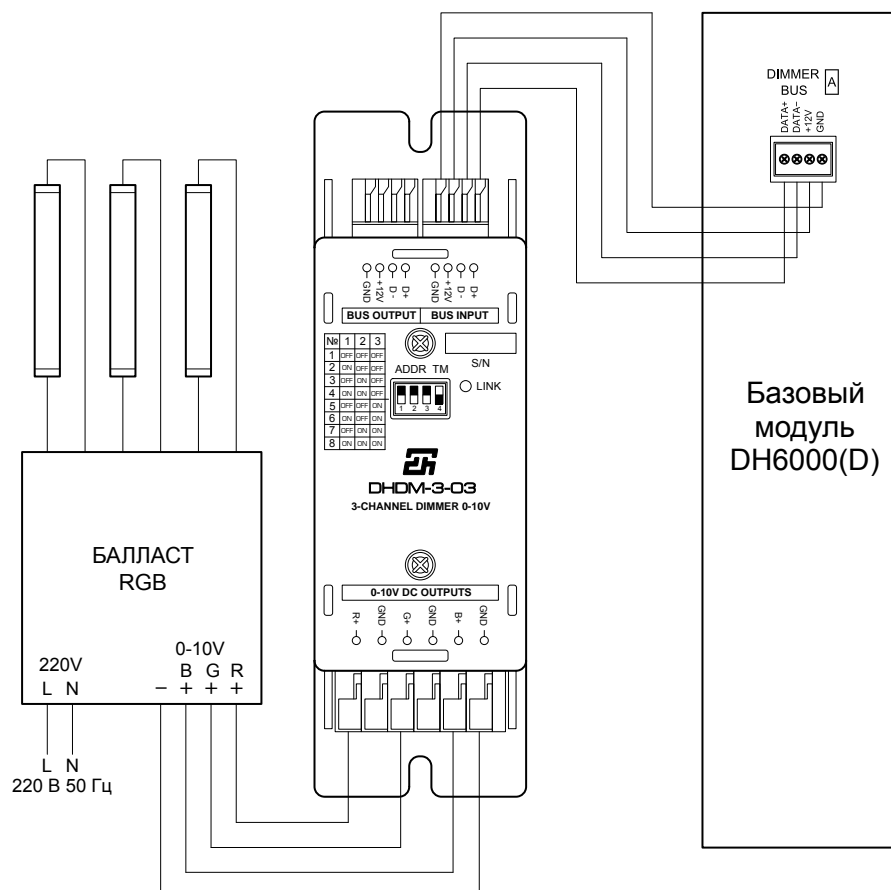 DIMMER
BUS
A
DATA+
DATA–
+12V
GND
Базовый
модуль
DH6000(D)
GND
+12V
D-
D+
GND
+12V
D-
D+
BUS OUTPUT
BUS INPUT
№ 1 2 3
1 OFF OFF OFF
2 ON OFF OFF
3 OFF ON OFF
4 ON ON OFF
5 OFF OFF ON
6 ON OFF ON
7 OFF ON ON
8 ON ON ON
S/N
ADDR TM
LINK
1 2 3 4
DHDM-3-03
3-CHANNEL DIMMER 0-10V
0-10V DC OUTPUTS
R+
GND
G+
GND
B+
GND
БАЛЛАСТ
RGB
220V
L N
0-10V
B G R
– + + +
L N
220 В 50 Гц